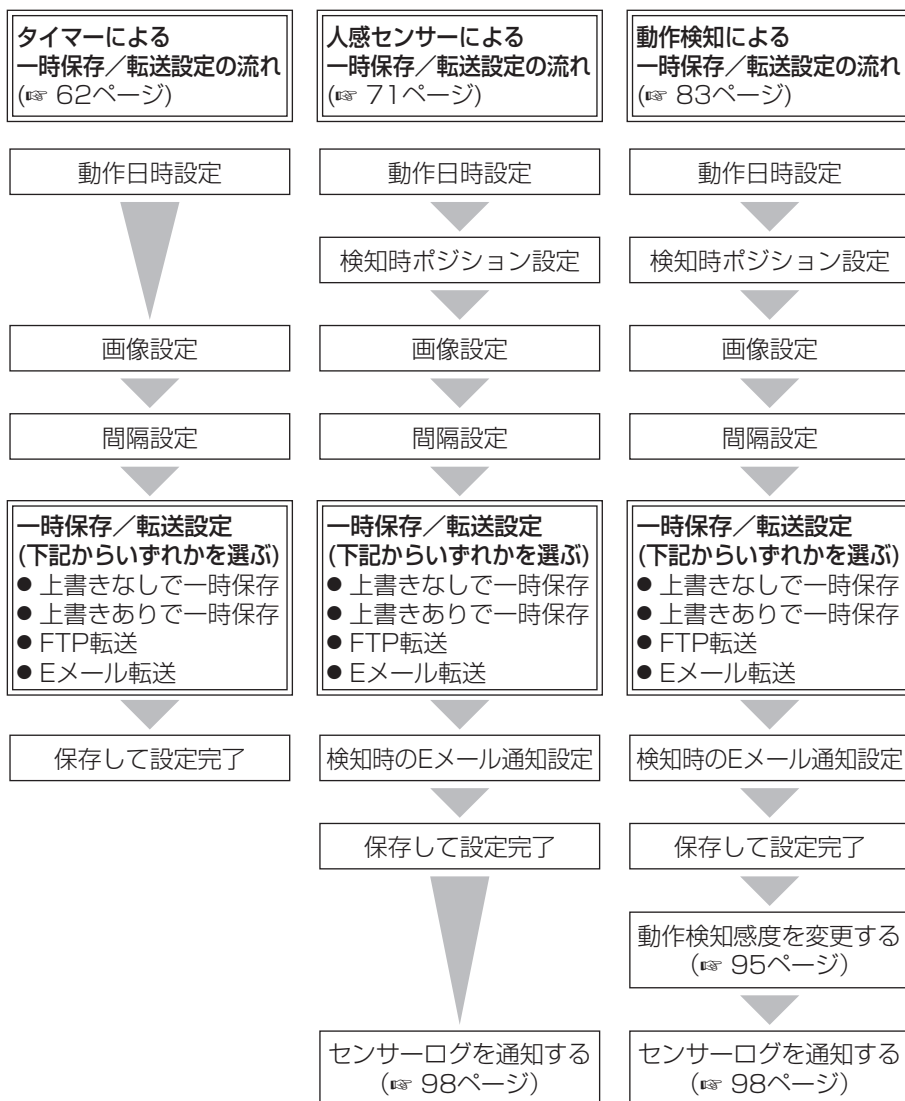 タイマーによる
一時保存／転送設定の流れ
(☞ 62ページ)
動作日時設定
画像設定
間隔設定
一時保存／転送設定
(下記からいずれかを選ぶ)
● 上書きなしで一時保存
● 上書きありで一時保存
● FTP転送
● Eメール転送
保存して設定完了
人感センサーによる
一時保存／転送設定の流れ
(☞ 71ページ)
動作日時設定
検知時ポジション設定
画像設定
間隔設定
一時保存／転送設定
(下記からいずれかを選ぶ)
● 上書きなしで一時保存
● 上書きありで一時保存
● FTP転送
● Eメール転送
検知時のEメール通知設定
保存して設定完了
センサーログを通知する
(☞ 98ページ)
動作検知による
一時保存／転送設定の流れ
(☞ 83ページ)
動作日時設定
検知時ポジション設定
画像設定
間隔設定
一時保存／転送設定
(下記からいずれかを選ぶ)
● 上書きなしで一時保存
● 上書きありで一時保存
● FTP転送
● Eメール転送
検知時のEメール通知設定
保存して設定完了
動作検知感度を変更する
(☞ 95ページ)
センサーログを通知する
(☞ 98ページ)